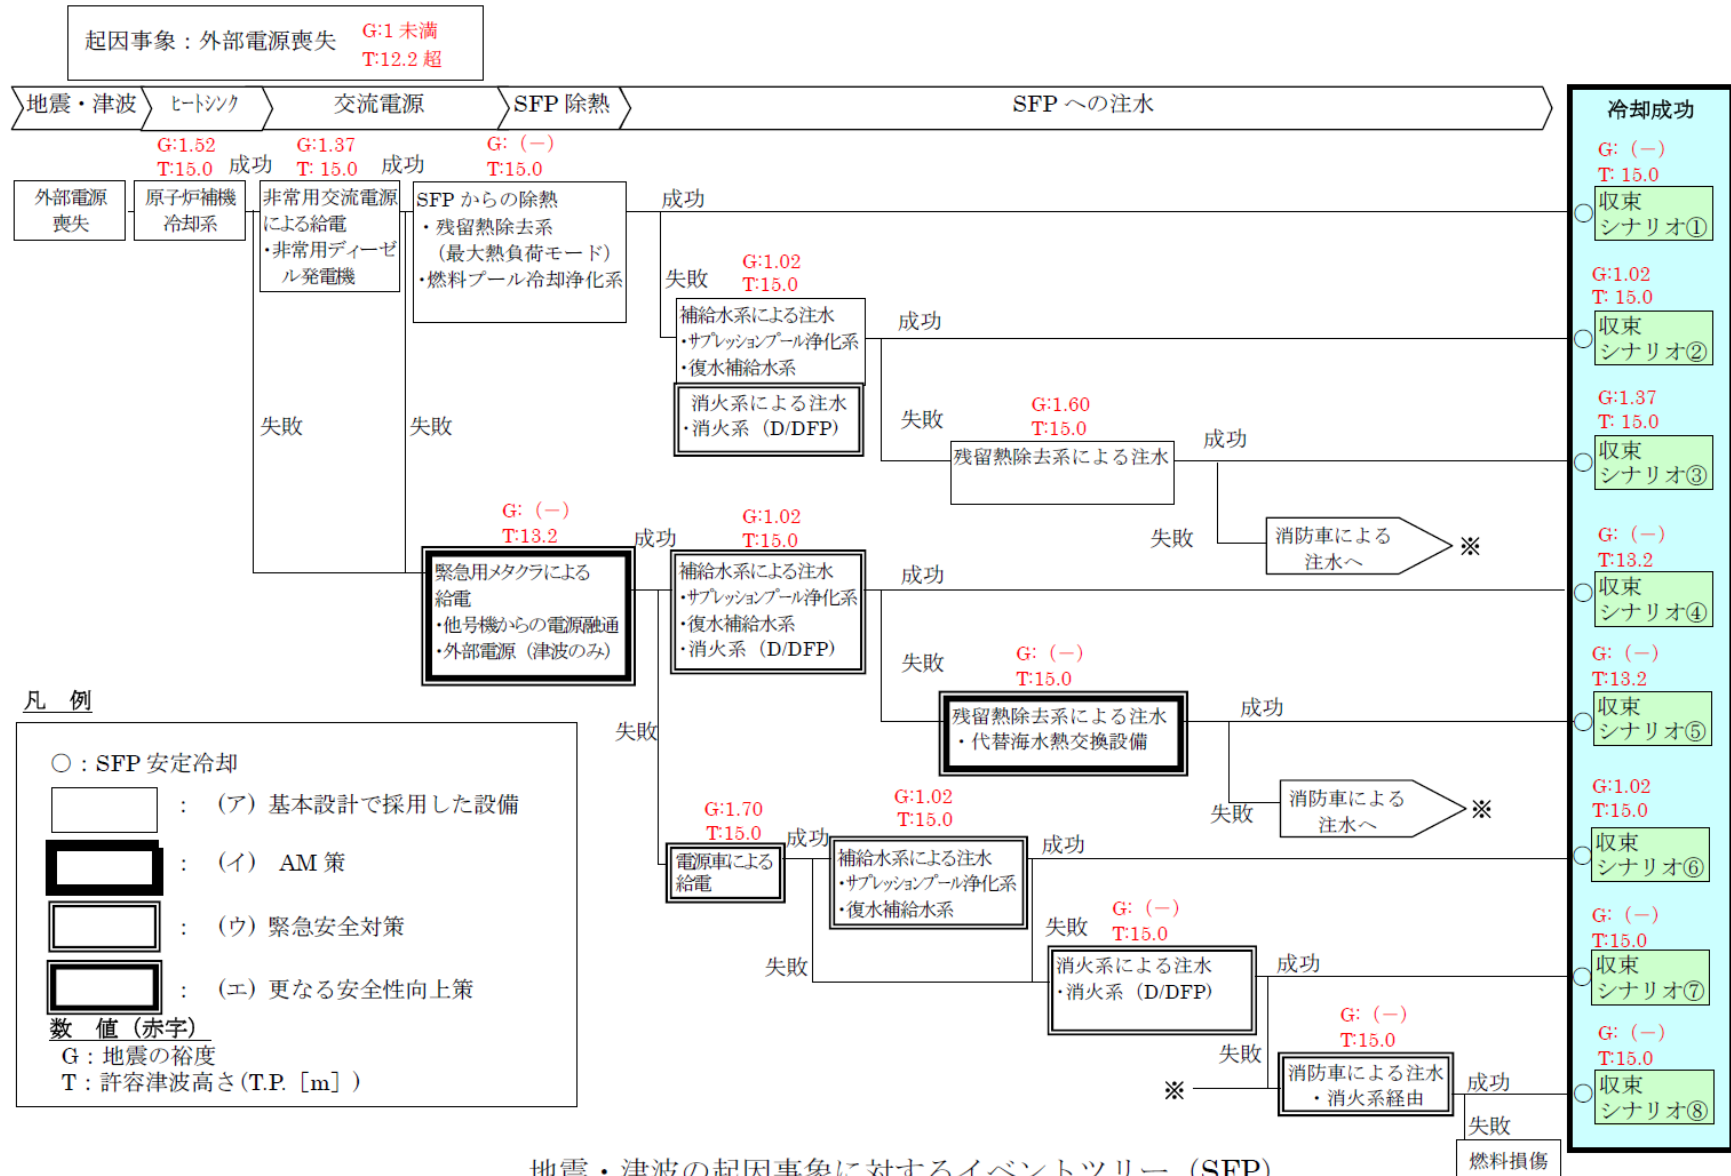 起因事象：外部電源喪失
G:1 未満
T:12.2 超
地震・津波
ヒートシンク
交流電源
SFP 除熱
SFP への注水
冷却成功
G:1.52
T:15.0
成功
G:1.37
T: 15.0
成功
G:（－）
T:15.0
G:（－）
T: 15.0
外部電源
喪失
原子炉補機
冷却系
非常用交流電源
による給電
・非常用ディーゼ
ル発電機
SFP からの除熱
・残留熱除去系
（最大熱負荷モード）
・燃料プール冷却浄化系
成功
収束
シナリオ①
失敗
G:1.02
T:15.0
補給水系による注水
・サプレッションプール浄化系
・復水補給水系
消火系による注水
・消火系（D/DFP）
成功
G:1.02
T: 15.0
収束
シナリオ②
失敗
失敗
失敗
G:1.60
T:15.0
残留熱除去系による注水
成功
G:1.37
T: 15.0
収束
シナリオ③
失敗
消防車による
注水へ
※
G:（－）
T:13.2
緊急用メタクラによる
給電
・他号機からの電源融通
・外部電源（津波のみ）
成功
G:1.02
T:15.0
補給水系による注水
・サプレッションプール浄化系
・復水補給水系
・消火系（D/DFP）
成功
G:（－）
T:13.2
収束
シナリオ④
失敗
G:（－）
T:15.0
残留熱除去系による注水
・代替海水熱交換設備
成功
G:（－）
T:13.2
収束
シナリオ⑤
失敗
消防車による
注水へ
※
失敗
G:1.70
T:15.0
電源車による
給電
成功
G:1.02
T:15.0
補給水系による注水
・サプレッションプール浄化系
・復水補給水系
成功
G:1.02
T:15.0
収束
シナリオ⑥
失敗
失敗
G:（－）
T:15.0
消火系による注水
・消火系（D/DFP）
成功
G:（－）
T:15.0
収束
シナリオ⑦
失敗
※
G:（－）
T:15.0
消防車による注水
・消火系経由
成功
G:（－）
T:15.0
収束
シナリオ⑧
失敗
燃料損傷
凡　例
○：SFP 安定冷却
：（ア）基本設計で採用した設備
：（イ） AM 策
：（ウ）緊急安全対策
：（エ）更なる安全性向上策
数　値（赤字）
G：地震の裕度
T：許容津波高さ(T.P.［m］)
地震・津波の起因事象に対するイベントツリー（SFP）